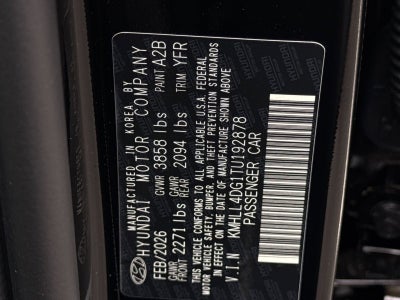 MANUFACTURED IN KOREA BY
HYUNDAI MOTOR COMPANY
PAINT A2B
FEB/2026 GVWR 3858 lbs TRIM YFR
GAWR FRONT 2271 lbs GAWR REAR 2094 lbs
THIS VEHICLE CONFORMS TO ALL APPLICABLE U.S.A. FEDERAL
MOTOR VEHICLE SAFETY, BUMPER, AND THEFT PREVENTION STANDARDS
IN EFFECT ON THE DATE OF MANUFACTURE SHOWN ABOVE
V.I.N : KMHLL4DG1TU192878
PASSENGER CAR